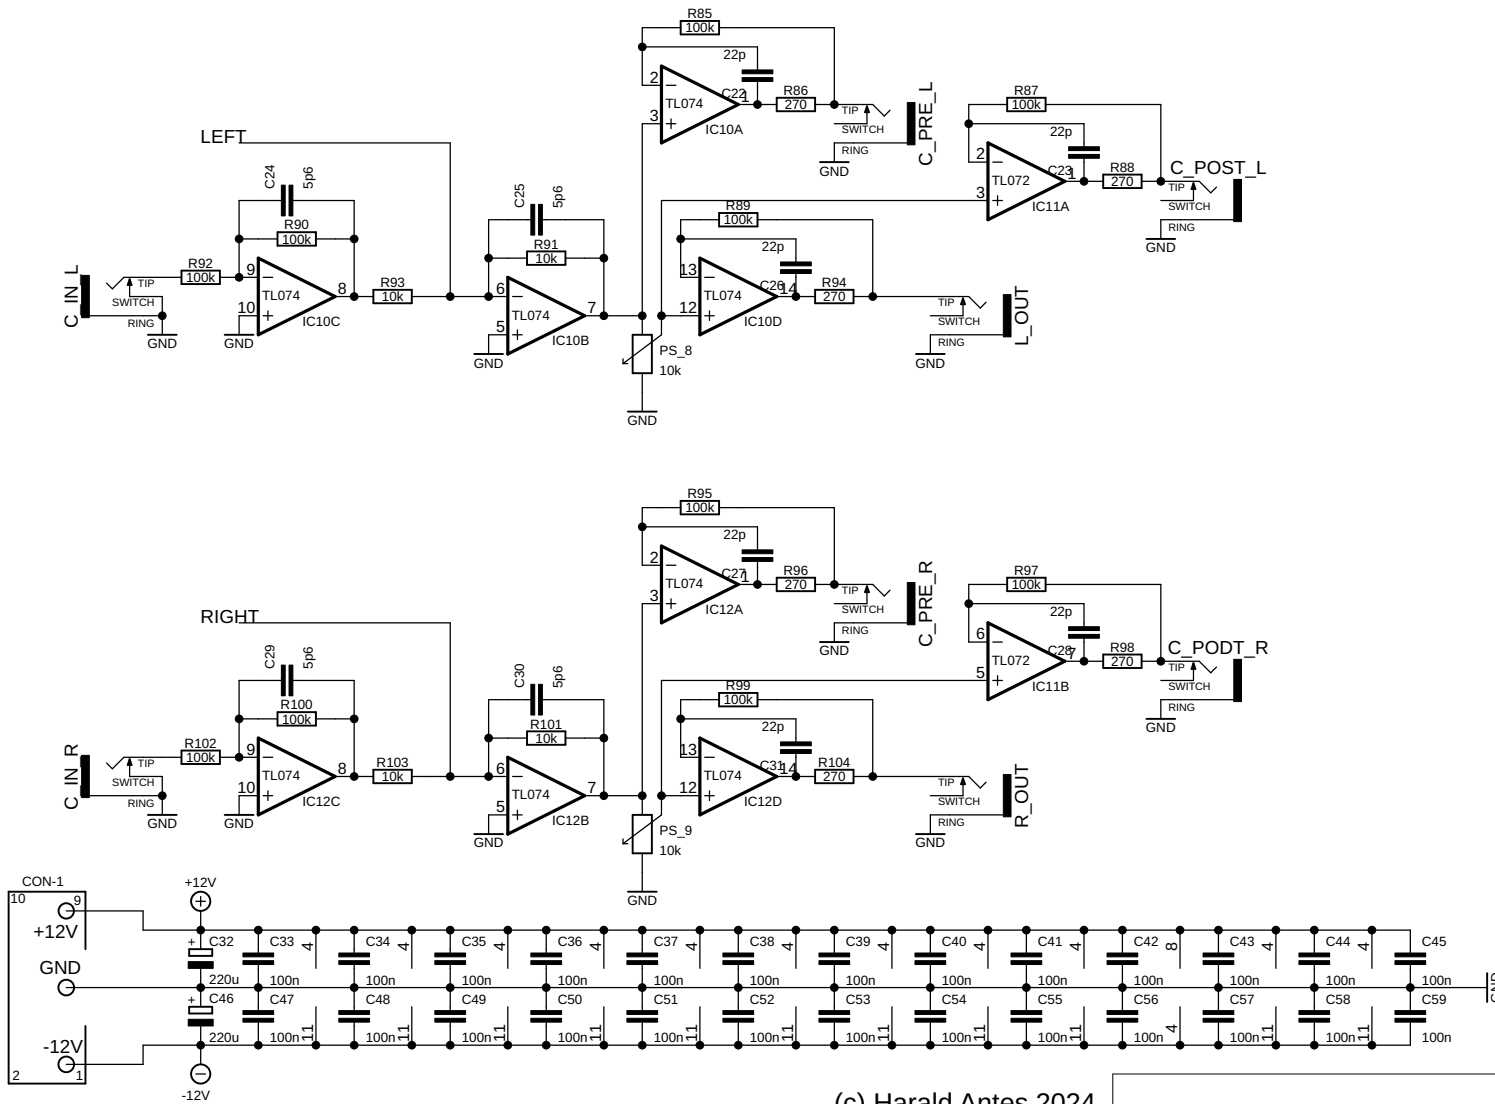 R85
100k
22p
2
TL074
C22
1
R86
270
3
IC10A
TIP
SWITCH
RING
GND
C_PRE_L
R87
100k
22p
2
TL072
C23
1
R88
270
3
IC11A
C_POST_L
TIP
SWITCH
RING
GND
LEFT
C24
5p6
R90
100k
C_IN_L
TIP
SWITCH
RING
GND
R92
100k
9
TL074
8
10
IC10C
GND
R93
10k
C25
5p6
R91
10k
6
TL074
7
5
IC10B
GND
PS_8
10k
GND
R89
100k
22p
13
TL074
C26
14
R94
270
12
IC10D
TIP
SWITCH
RING
GND
L_OUT
R95
100k
22p
2
TL074
C27
1
R96
270
3
IC12A
TIP
SWITCH
RING
GND
C_PRE_R
R97
100k
22p
6
TL072
C28
7
R98
270
5
IC11B
C_PODT_R
TIP
SWITCH
RING
GND
RIGHT
C29
5p6
R100
100k
C_IN_R
TIP
SWITCH
RING
GND
R102
100k
9
TL074
8
10
IC12C
GND
R103
10k
C30
5p6
R101
10k
6
TL074
7
5
IC12B
GND
PS_9
10k
GND
R99
100k
22p
13
TL074
C31
14
R104
270
12
IC12D
TIP
SWITCH
RING
GND
R_OUT
CON-1
10 9
+12V
GND
-12V
2 1
+12V
+ C32 C33 4 C34 4 C35 4 C36 4 C37 4 C38 4 C39 4 C40 4 C41 4 C42 8 C43 4 C44 4 C45
220u 100n 100n 100n 100n 100n 100n 100n 100n 100n 100n 100n 100n 100n
GND
+ C46 C47 C48 C49 C50 C51 C52 C53 C54 C55 C56 C57 C58 C59
220u 100n 11 100n 11 100n 11 100n 11 100n 11 100n 11 100n 11 100n 11 100n 11 100n 4 100n 11 100n 11 100n
-12V
(c) Harald Antes 2024